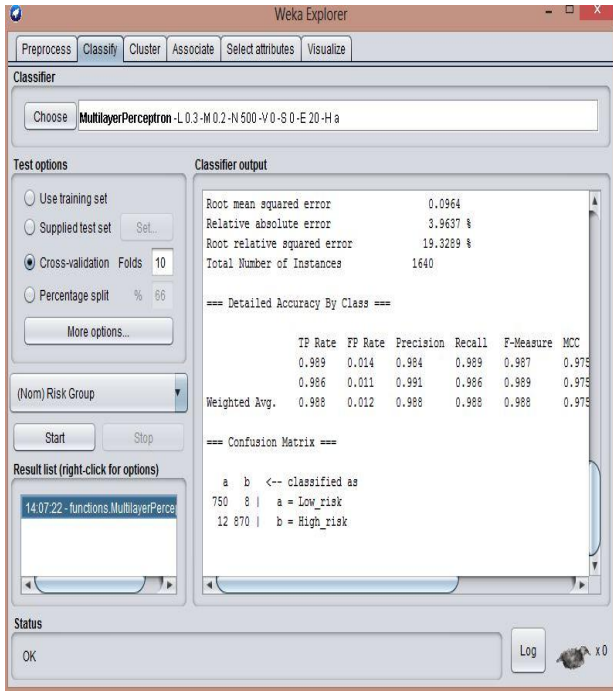 Weka Explorer
Preprocess Classify Cluster Associate Select attributes Visualize
Classifier
Choose MultilayerPerceptron -L 0.3 -M 0.2 -N 500 -V 0 -S 0 -E 20 -H a
Test options
Use training set
Supplied test set Set...
Cross-validation Folds 10
Percentage split % 66
More options...
(Nom) Risk Group
Start Stop
Result list (right-click for options)
14:07:22 - functions.MultilayerPercep
Classifier output
Root mean squared error 0.0964
Relative absolute error 3.9637 %
Root relative squared error 19.3289 %
Total Number of Instances 1640
=== Detailed Accuracy By Class ===
TP Rate FP Rate Precision Recall F-Measure MCC
0.989 0.014 0.984 0.989 0.987 0.975
0.986 0.011 0.991 0.986 0.989 0.975
Weighted Avg. 0.988 0.012 0.988 0.988 0.988 0.975
=== Confusion Matrix ===
a b <-- classified as
750 8 | a = Low_risk
12 870 | b = High_risk
Status
OK
Log
x 0